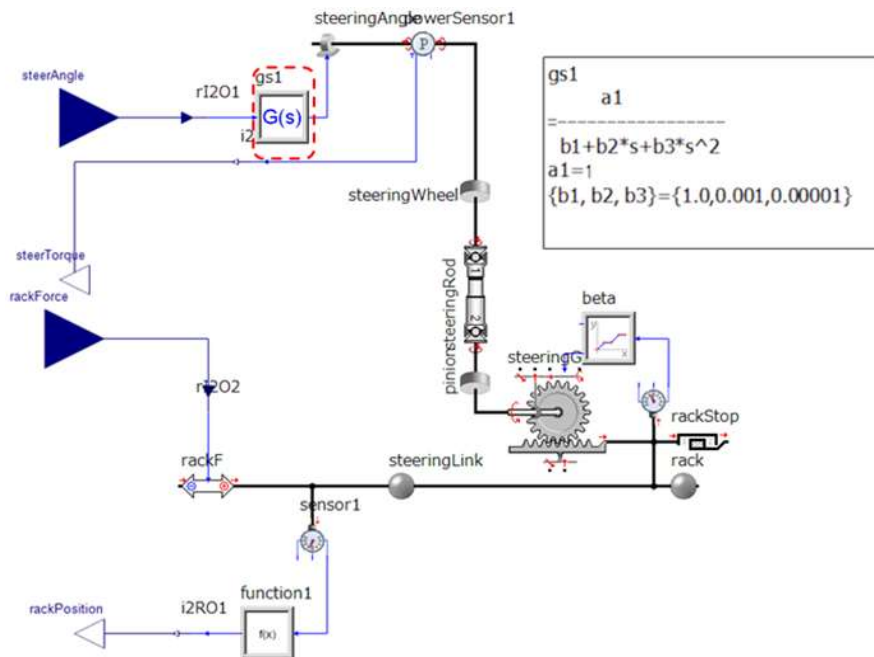 steeringAngle
powerSensor1
steerAngle
gs1
rI2O1
G(s)
i2
P
gs1
a1
=-----------------
b1+b2*s+b3*s^2
a1=1
{b1, b2, b3}={1.0,0.001,0.00001}
steeringWheel
steerTorque
rackForce
steeringRod
1
2
pinion
beta
y
x
steeringG
rI2O2
rackStop
rackF
steeringLink
rack
sensor1
function1
i2RO1
f(x)
rackPosition